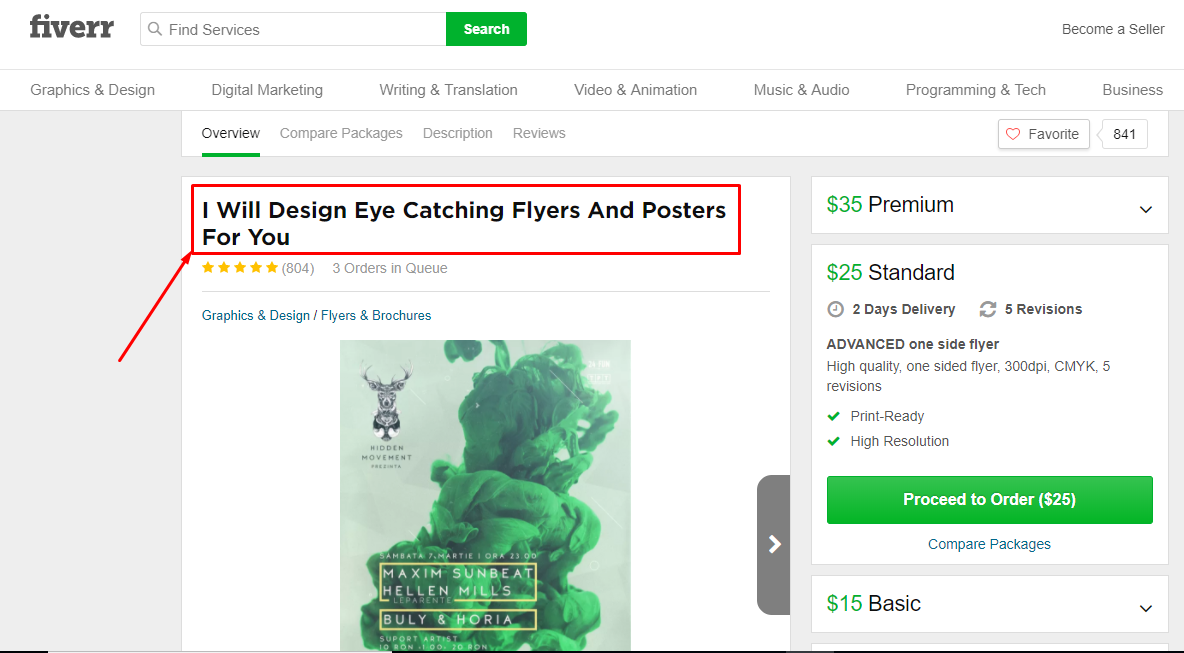 fiverr
Find Services
Search
Become a Seller
Graphics & Design
Digital Marketing
Writing & Translation
Video & Animation
Music & Audio
Programming & Tech
Business
Overview
Compare Packages
Description
Reviews
Favorite
841
I Will Design Eye Catching Flyers And Posters
For You
(804)
3 Orders in Queue
Graphics & Design / Flyers & Brochures
HIDDEN
MOVEMENT
PREZINTA
SAMBATA 7 MARTIE | ORA 23.00
MAXIM SUNBEAT
HELLEN MILLS
LEPARENTE
BULY & HORIA
SUPORT ARTIST
$35 Premium
$25 Standard
2 Days Delivery
5 Revisions
ADVANCED one side flyer
High quality, one sided flyer, 300dpi, CMYK, 5
revisions
Print-Ready
High Resolution
Proceed to Order ($25)
Compare Packages
$15 Basic